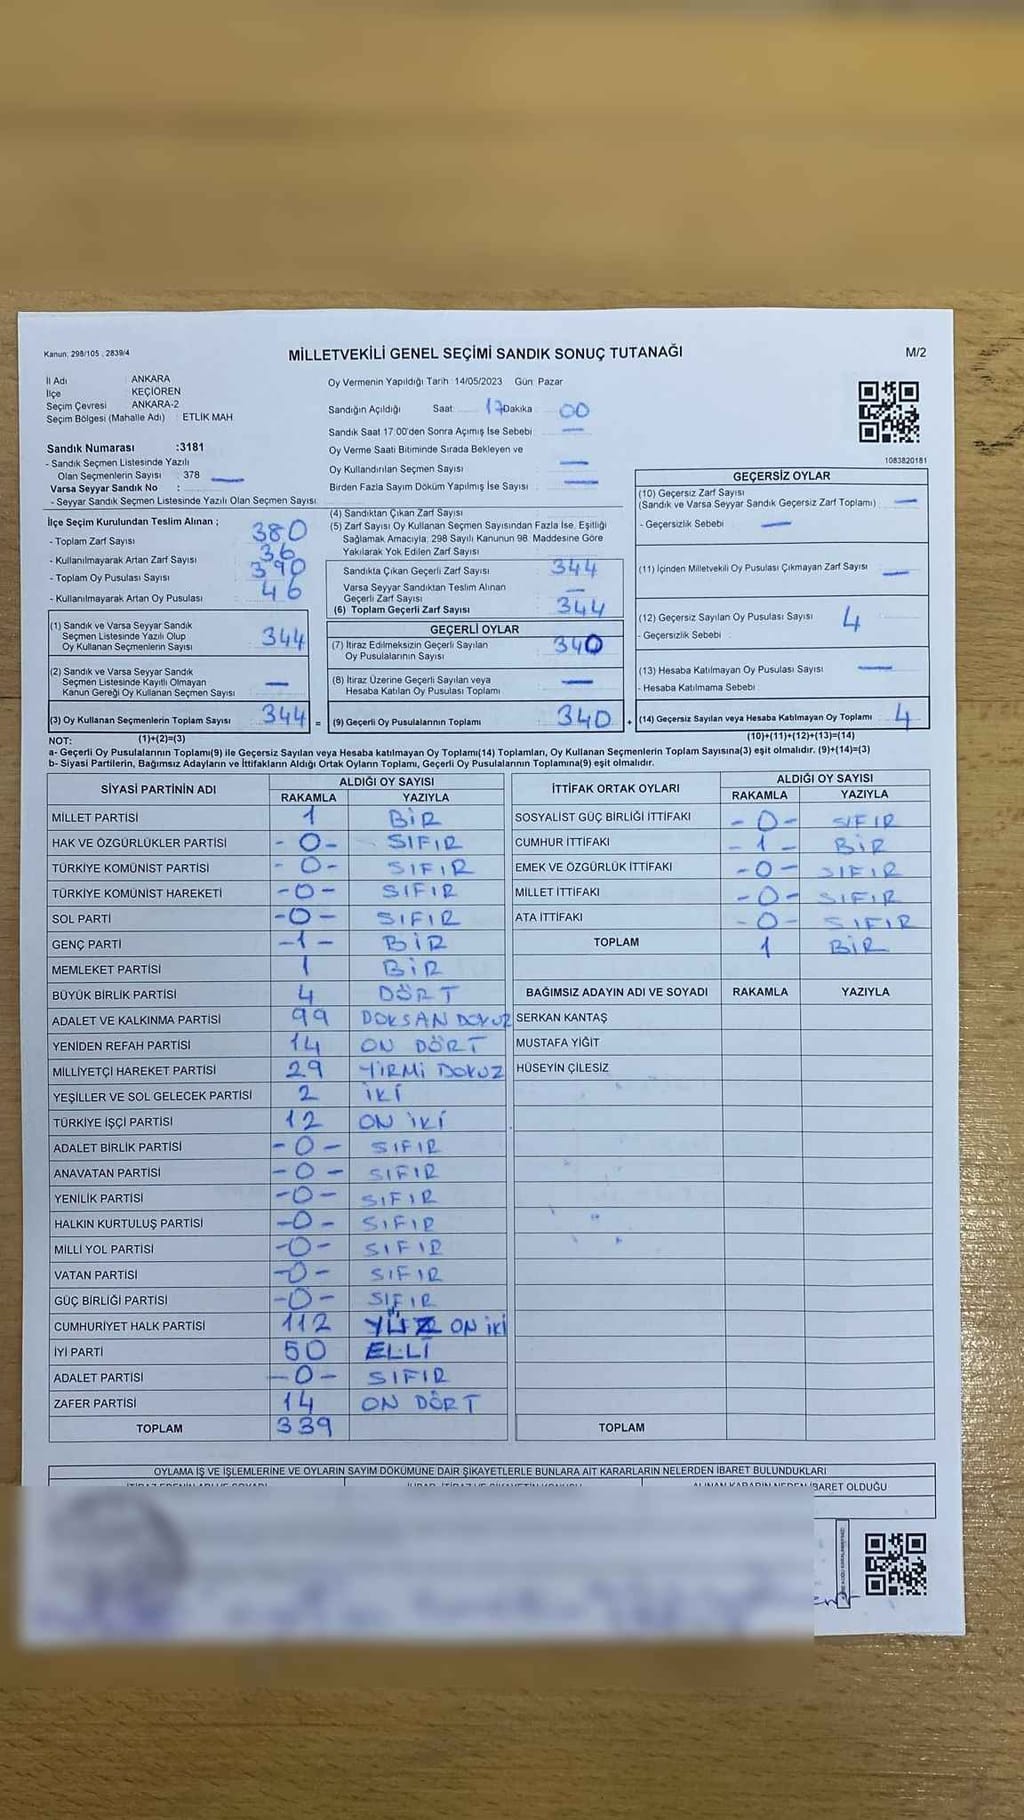 Kanun; 298/105 , 2839/4
MİLLETVEKİLİ GENEL SEÇİMİ SANDIK SONUÇ TUTANAĞI
M/2
İl Adı : ANKARA
İlçe : KEÇİÖREN
Seçim Çevresi : ANKARA-2
Seçim Bölgesi (Mahalle Adı) : ETLİK MAH
Sandık Numarası :3181
- Sandık Seçmen Listesinde Yazılı
Olan Seçmenlerin Sayısı : 378 —
Varsa Seyyar Sandık No :
- Seyyar Sandık Seçmen Listesinde Yazılı Olan Seçmen Sayısı:
Oy Vermenin Yapıldığı Tarih :14/05/2023 Gün: Pazar
Sandığın Açıldığı Saat 17 Dakika 00
Sandık Saat 17:00'den Sonra Açımış İse Sebebi —
Oy Verme Saati Bitiminde Sırada Bekleyen ve
Oy Kullandırılan Seçmen Sayısı —
Birden Fazla Sayım Döküm Yapılmış İse Sayısı —
1083820181
İlçe Seçim Kurulundan Teslim Alınan ;
- Toplam Zarf Sayısı 380
- Kullanılmayarak Artan Zarf Sayısı 36
- Toplam Oy Pusulası Sayısı 390
- Kullanılmayarak Artan Oy Pusulası 46
(1) Sandık ve Varsa Seyyar Sandık
Seçmen Listesinde Yazılı Olup
Oy Kullanan Seçmenlerin Sayısı 344
(2) Sandık ve Varsa Seyyar Sandık
Seçmen Listesinde Kayıtlı Olmayan
Kanun Gereği Oy Kullanan Seçmen Sayısı —
(3) Oy Kullanan Seçmenlerin Toplam Sayısı 344 =
(4) Sandıktan Çıkan Zarf Sayısı
(5) Zarf Sayısı Oy Kullanan Seçmen Sayısından Fazla İse, Eşitliği
Sağlamak Amacıyla; 298 Sayılı Kanunun 98. Maddesine Göre
Yakılarak Yok Edilen Zarf Sayısı
Sandıkta Çıkan Geçerli Zarf Sayısı 344
Varsa Seyyar Sandıktan Teslim Alınan
Geçerli Zarf Sayısı —
(6) Toplam Geçerli Zarf Sayısı 344
GEÇERLİ OYLAR
(7) İtiraz Edilmeksizin Geçerli Sayılan
Oy Pusulalarının Sayısı 340
(8) İtiraz Üzerine Geçerli Sayılan veya
Hesaba Katılan Oy Pusulası Toplamı —
(9) Geçerli Oy Pusulalarının Toplamı 340 +
GEÇERSİZ OYLAR
(10) Geçersiz Zarf Sayısı
(Sandık ve Varsa Seyyar Sandık Geçersiz Zarf Toplamı) —
- Geçersizlik Sebebi —
(11) İçinden Milletvekili Oy Pusulası Çıkmayan Zarf Sayısı —
(12) Geçersiz Sayılan Oy Pusulası Sayısı 4
- Geçersizlik Sebebi :
(13) Hesaba Katılmayan Oy Pusulası Sayısı —
- Hesaba Katılmama Sebebi
(14) Geçersiz Sayılan veya Hesaba Katılmayan Oy Toplamı 4
NOT: (1)+(2)=(3) (10)+(11)+(12)+(13)=(14)
a- Geçerli Oy Pusulalarının Toplamı(9) ile Geçersiz Sayılan veya Hesaba katılmayan Oy Toplamı(14) Toplamları, Oy Kullanan Seçmenlerin Toplam Sayısına(3) eşit olmalıdır. (9)+(14)=(3)
b- Siyasi Partilerin, Bağımsız Adayların ve İttifakların Aldığı Ortak Oyların Toplamı, Geçerli Oy Pusulalarının Toplamına(9) eşit olmalıdır.
SİYASİ PARTİNİN ADI ALDIĞI OY SAYISI
RAKAMLA YAZIYLA
MİLLET PARTİSİ 1 BİR
HAK VE ÖZGÜRLÜKLER PARTİSİ -0- SIFIR
TÜRKİYE KOMÜNİST PARTİSİ -0- SIFIR
TÜRKİYE KOMÜNİST HAREKETİ -0- SIFIR
SOL PARTİ -0- SIFIR
GENÇ PARTİ -1- BİR
MEMLEKET PARTİSİ 1 BİR
BÜYÜK BİRLİK PARTİSİ 4 DÖRT
ADALET VE KALKINMA PARTİSİ 99 DOKSAN DOKUZ
YENİDEN REFAH PARTİSİ 14 ON DÖRT
MİLLİYETÇİ HAREKET PARTİSİ 29 YİRMİ DOKUZ
YEŞİLLER VE SOL GELECEK PARTİSİ 2 İKİ
TÜRKİYE İŞÇİ PARTİSİ 12 ON İKİ
ADALET BİRLİK PARTİSİ -0- SIFIR
ANAVATAN PARTİSİ -0- SIFIR
YENİLİK PARTİSİ -0- SIFIR
HALKIN KURTULUŞ PARTİSİ -0- SIFIR
MİLLİ YOL PARTİSİ -0- SIFIR
VATAN PARTİSİ -0- SIFIR
GÜÇ BİRLİĞİ PARTİSİ -0- SIFIR
CUMHURİYET HALK PARTİSİ 112 YÜZ ON İKİ
İYİ PARTİ 50 ELLİ
ADALET PARTİSİ -0- SIFIR
ZAFER PARTİSİ 14 ON DÖRT
TOPLAM 339
İTTİFAK ORTAK OYLARI ALDIĞI OY SAYISI
RAKAMLA YAZIYLA
SOSYALİST GÜÇ BİRLİĞİ İTTİFAKI -0- SIFIR
CUMHUR İTTİFAKI -1- BİR
EMEK VE ÖZGÜRLÜK İTTİFAKI -0- SIFIR
MİLLET İTTİFAKI -0- SIFIR
ATA İTTİFAKI -0- SIFIR
TOPLAM 1 BİR
BAĞIMSIZ ADAYIN ADI VE SOYADI RAKAMLA YAZIYLA
SERKAN KANTAŞ
MUSTAFA YİĞİT
HÜSEYİN ÇİLESİZ
TOPLAM
OYLAMA İŞ VE İŞLEMLERİNE VE OYLARIN SAYIM DÖKÜMÜNE DAİR ŞİKAYETLERLE BUNLARA AİT KARARLARIN NELERDEN İBARET BULUNDUKLARI
ALINAN KARARIN NEDEN İBARET OLDUĞU